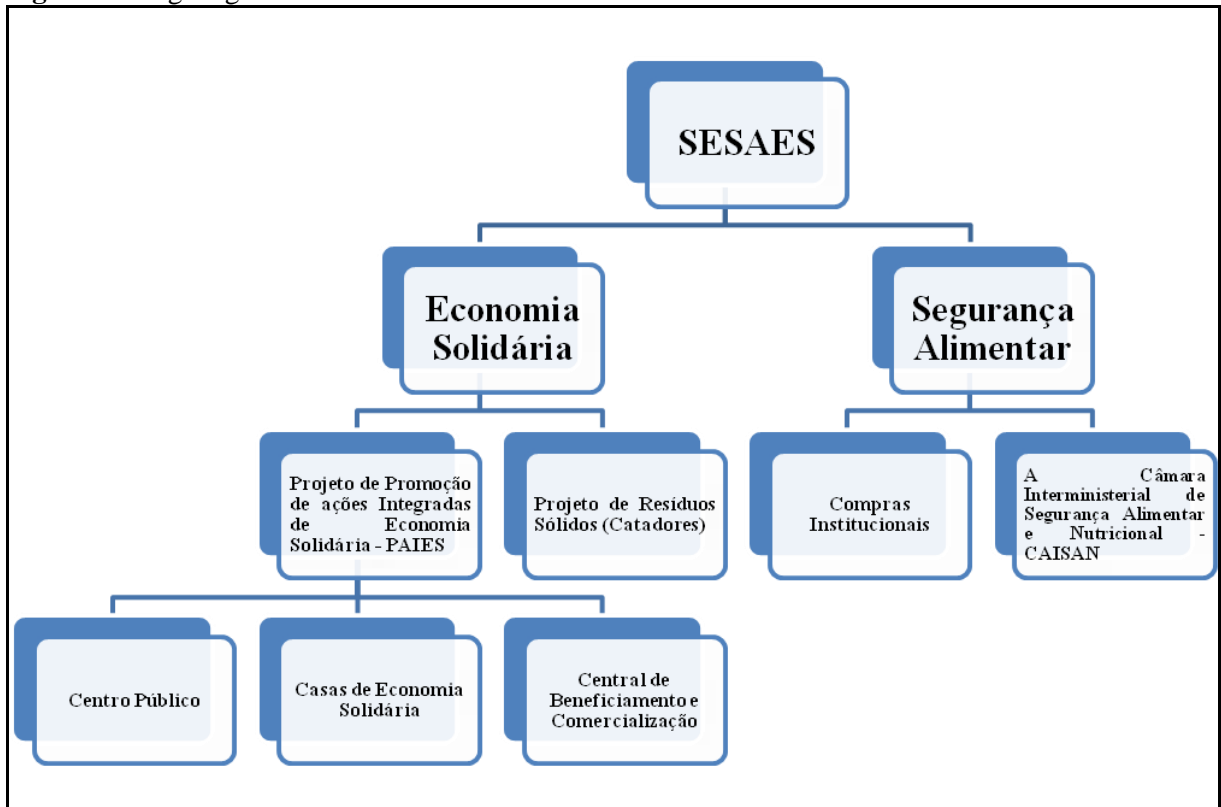 SESAES
Economia
Solidária
Segurança
Alimentar
Projeto de Promoção
de ações Integradas
de Economia
Solidária - PAIES
Projeto de Resíduos
Sólidos (Catadores)
Compras
Institucionais
A Câmara
Interministerial de
Segurança Alimentar
e Nutricional -
CAISAN
Centro Público
Casas de Economia
Solidária
Central de
Beneficiamento e
Comercialização